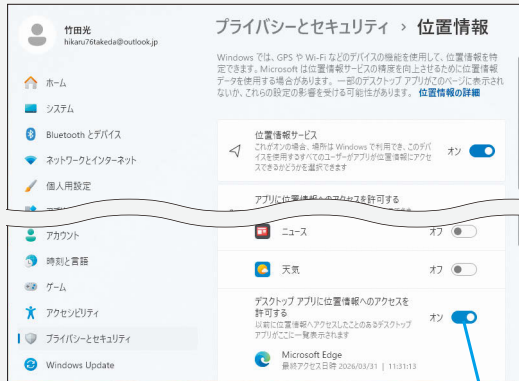 竹田光
hikaru76takeda@outlook.jp
ホーム
システム
Bluetooth とデバイス
ネットワークとインターネット
個人用設定
アカウント
時刻と言語
ゲーム
アクセシビリティ
プライバシーとセキュリティ
Windows Update
プライバシーとセキュリティ › 位置情報
Windows では、GPS や Wi-Fi などのデバイスの機能を使用して、位置情報を特
定できます。Microsoft は位置情報サービスの精度を向上させるために位置情報
データを使用する場合があります。一部のデスクトップ アプリがこのページに表示され
ないか、これらの設定の影響を受ける可能性があります。 位置情報の詳細
位置情報サービス
これがオンの場合、場所は Windows で利用でき、このデバ
イスを使用するすべてのユーザーがアプリが位置情報にアクセ
スできるかどうかを選択できます
オン
アプリに位置情報へのアクセスを許可する
ニュース
オフ
天気
オフ
デスクトップ アプリに位置情報へのアクセスを
許可する
以前に位置情報へアクセスしたことのあるデスクトップ
アプリがここに一覧表示されます
オン
Microsoft Edge
最終アクセス日時 2026/03/31 | 11:31:13